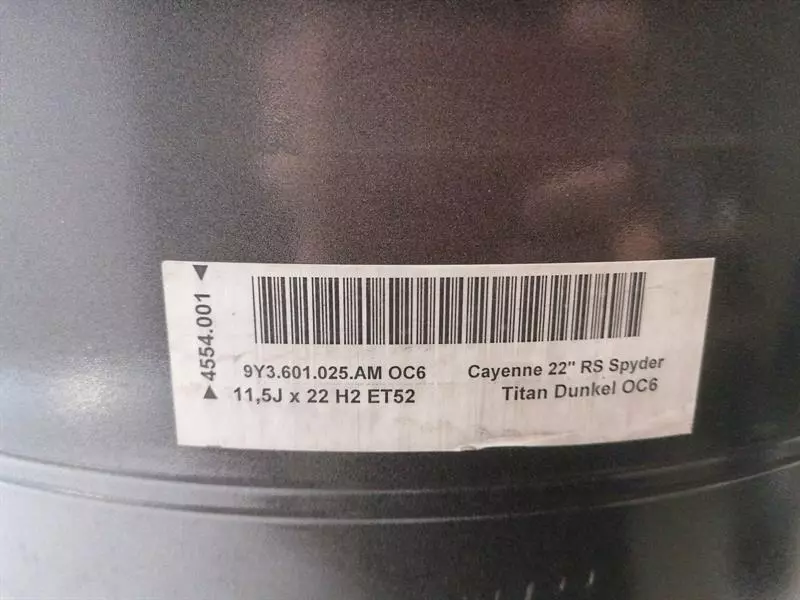 ▶4554.001◀
9Y3.601.025.AM OC6
11,5J x 22 H2 ET52
Cayenne 22" RS Spyder
Titan Dunkel OC6